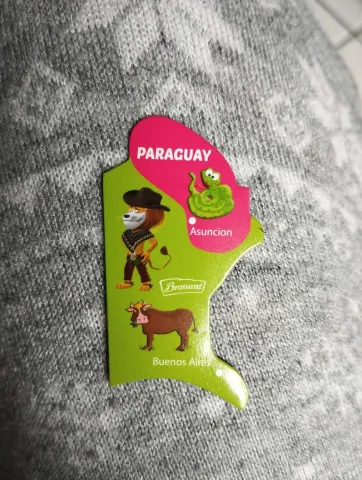 PARAGUAY
Asuncion
Brossard
Buenos Aires